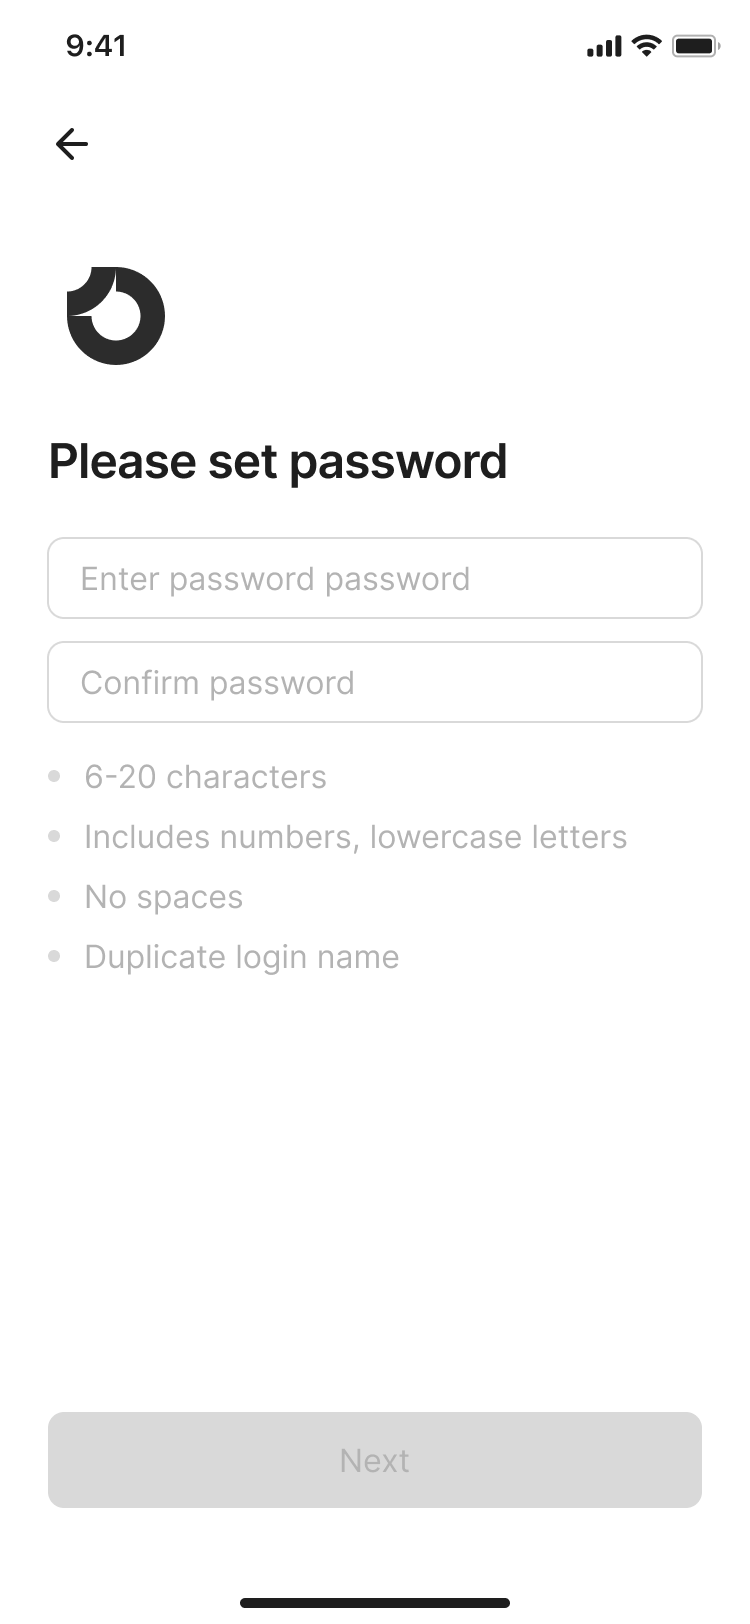 9:41
Please set password
Enter password password
Confirm password
6-20 characters
Includes numbers, lowercase letters
No spaces
Duplicate login name
Next